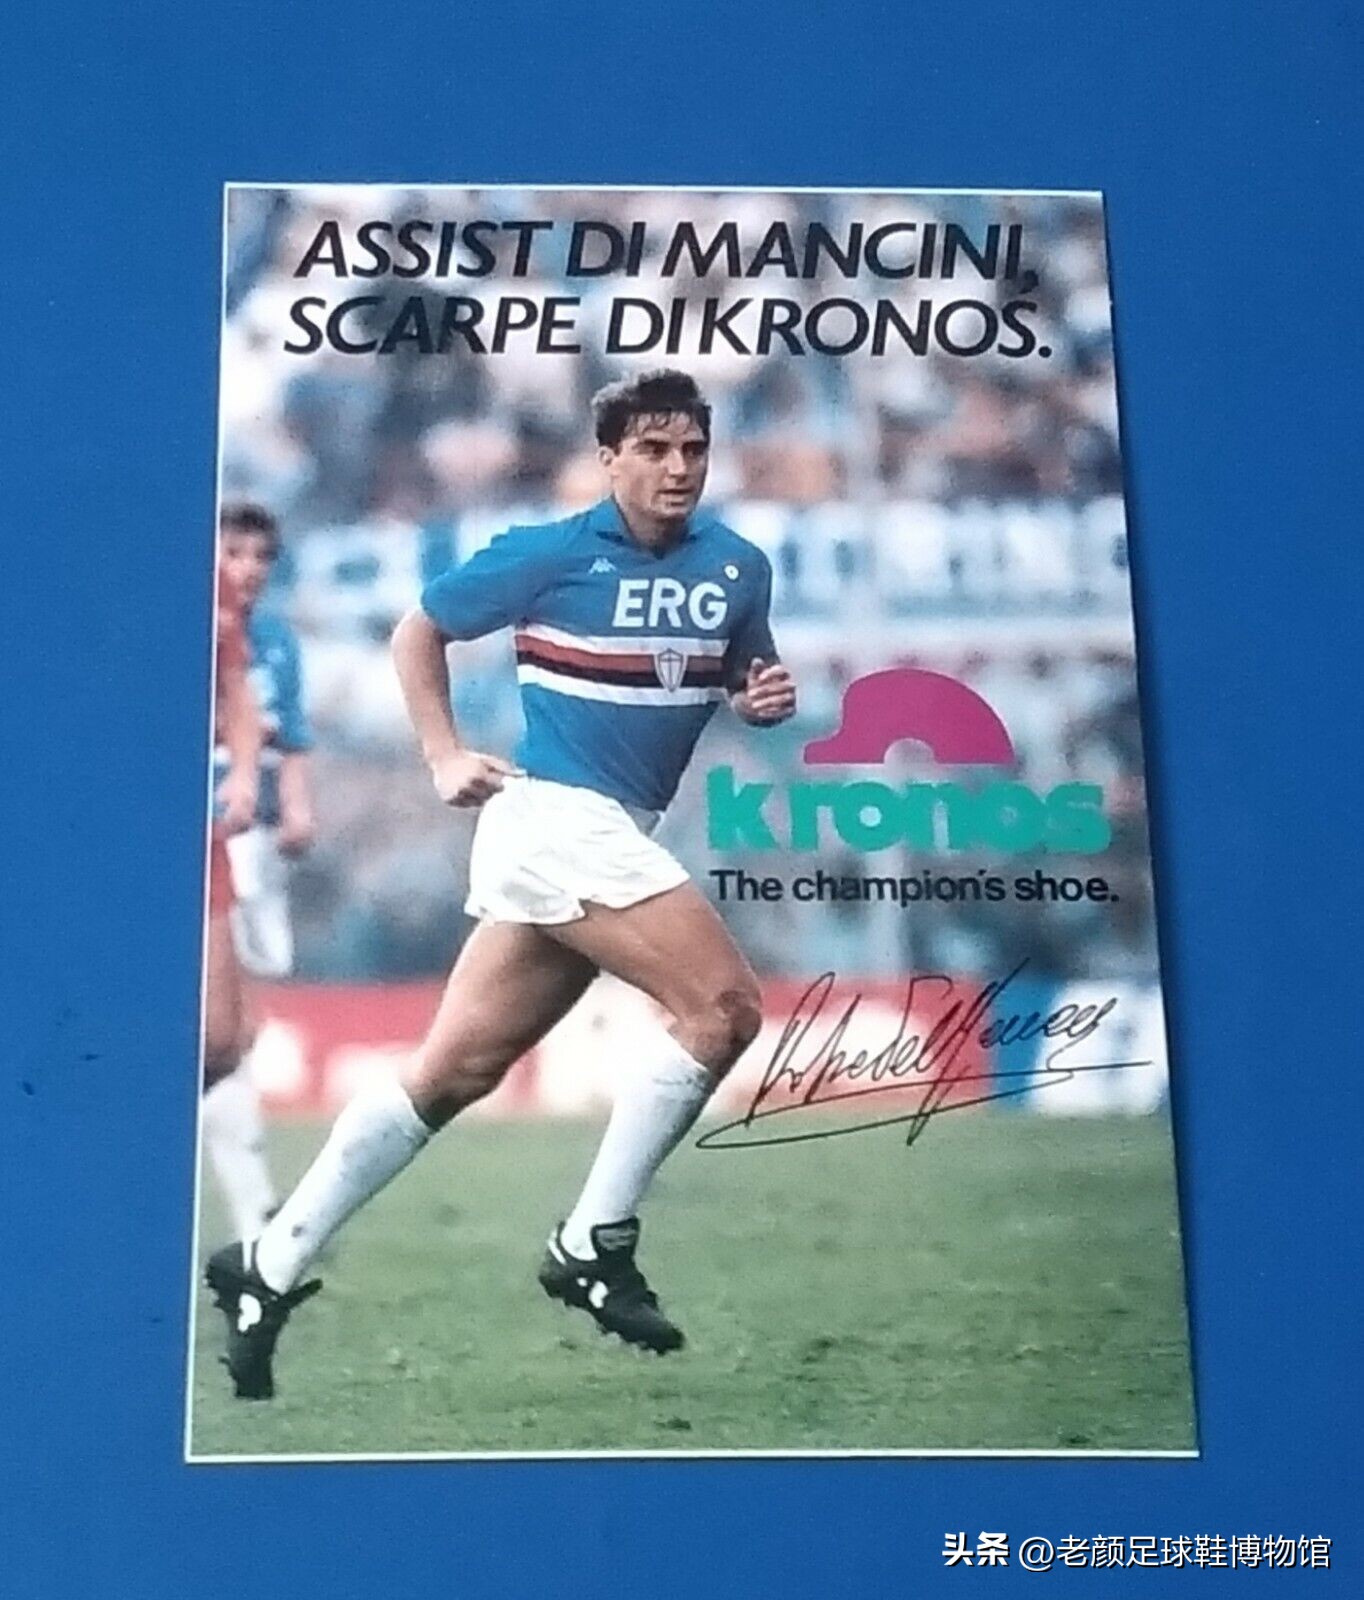 ASSIST DI MANCINI,
SCARPE DI KRONOS.
ERG
kronos
The champion's shoe.
头条 @老颜足球鞋博物馆